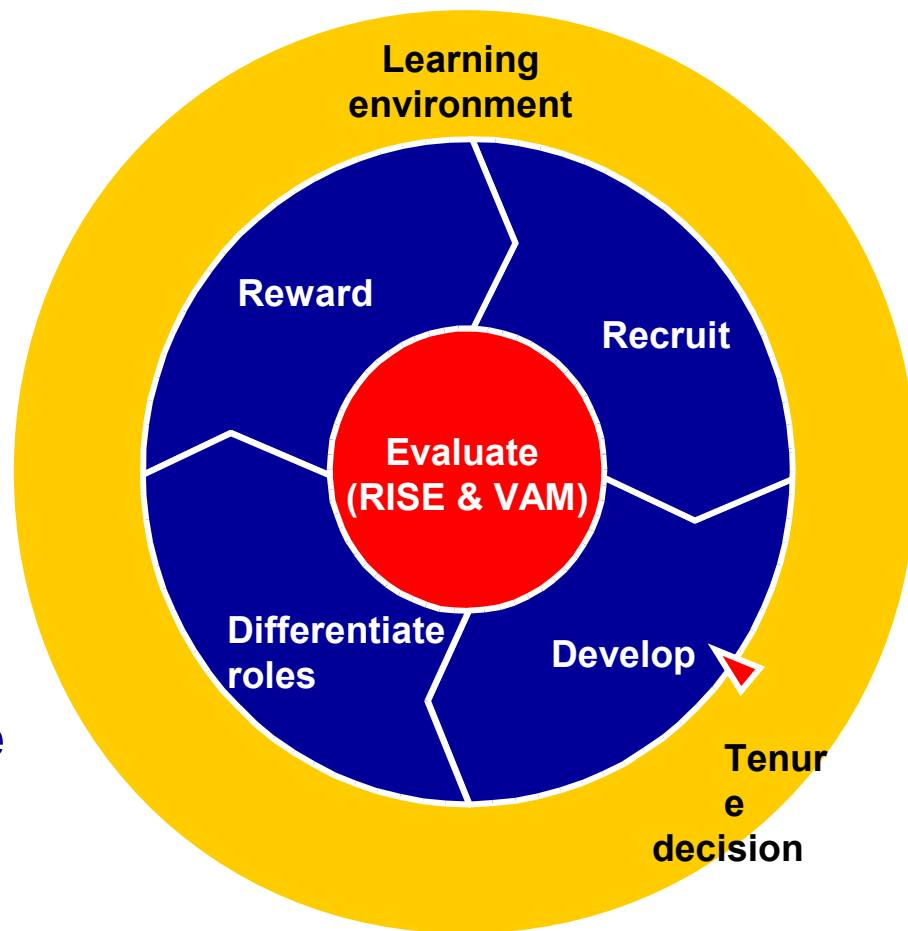 Learning
environment
Reward
Recruit
Evaluate
(RISE & VAM)
Differentiate
roles
Develop
e
Tenur
e
decision